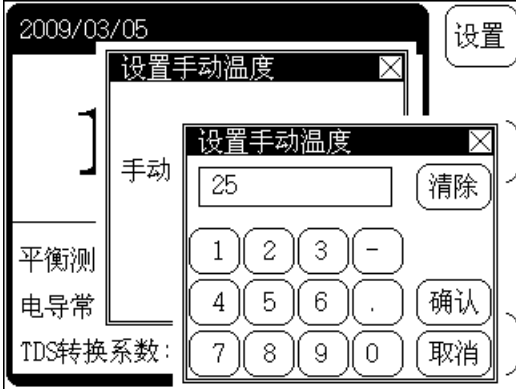 2009/03/05
设置
设置手动温度
手动
设置手动温度
25
清除
1 2 3 -
4 5 6 .
确认
7 8 9 0
取消
平衡测
电导常
TDS转换系数: